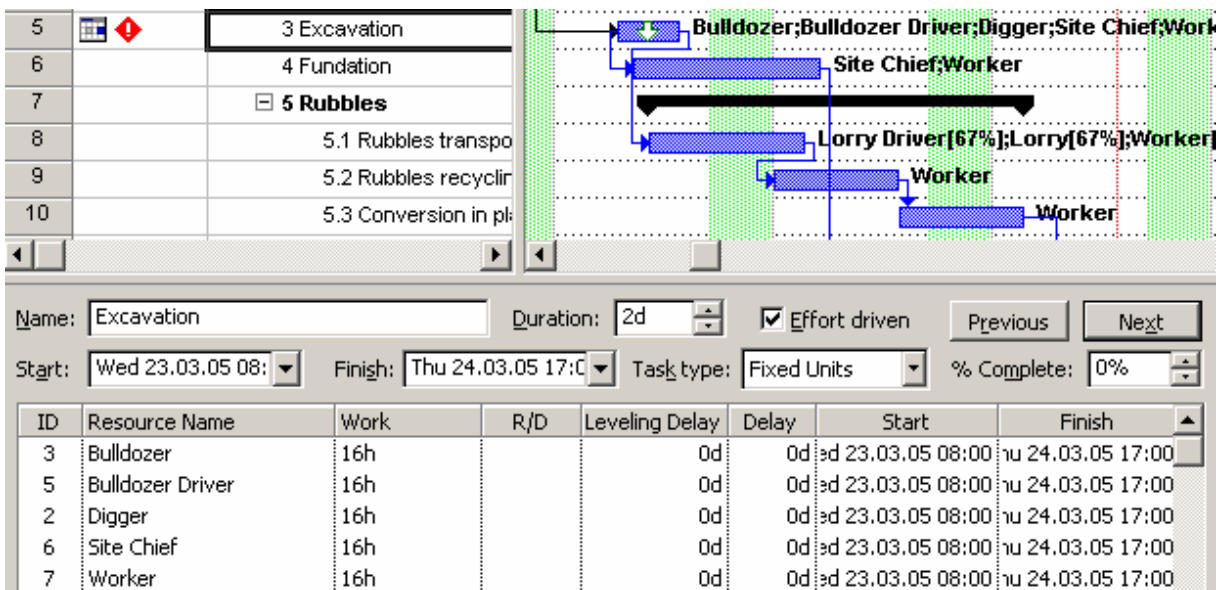 5 3 Excavation Bulldozer;Bulldozer Driver;Digger;Site Chief;Work
6 4 Fundation Site Chief;Worker
7 5 Rubbles
8 5.1 Rubbles transpo Lorry Driver[67%];Lorry[67%];Worker[
9 5.2 Rubbles recyclin Worker
10 5.3 Conversion in pla Worker
Name: Excavation Duration: 2d Effort driven Previous Next
Start: Wed 23.03.05 08: Finish: Thu 24.03.05 17:0 Task type: Fixed Units % Complete: 0%
ID Resource Name Work R/D Leveling Delay Delay Start Finish
3 Bulldozer 16h 0d 0d ed 23.03.05 08:00 hu 24.03.05 17:00
5 Bulldozer Driver 16h 0d 0d ed 23.03.05 08:00 hu 24.03.05 17:00
2 Digger 16h 0d 0d ed 23.03.05 08:00 hu 24.03.05 17:00
6 Site Chief 16h 0d 0d ed 23.03.05 08:00 hu 24.03.05 17:00
7 Worker 16h 0d 0d ed 23.03.05 08:00 hu 24.03.05 17:00